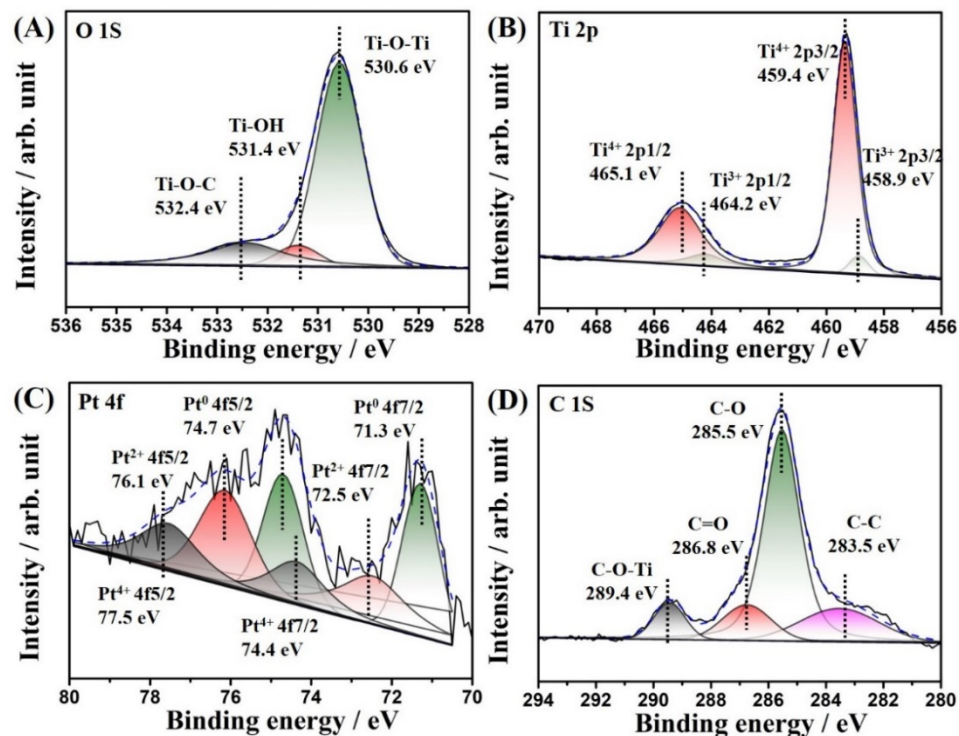 (A)
O 1S
Ti-O-Ti
530.6 eV
Ti-OH
531.4 eV
Ti-O-C
532.4 eV
Intensity / arb. unit
536 535 534 533 532 531 530 529 528
Binding energy / eV
(B)
Ti 2p
Ti⁴⁺ 2p3/2
459.4 eV
Ti⁴⁺ 2p1/2
465.1 eV
Ti³⁺ 2p1/2
464.2 eV
Ti³⁺ 2p3/2
458.9 eV
Intensity / arb. unit
470 468 466 464 462 460 458 456
Binding energy / eV
(C)
Pt 4f
Pt⁰ 4f5/2
74.7 eV
Pt⁰ 4f7/2
71.3 eV
Pt²⁺ 4f5/2
76.1 eV
Pt²⁺ 4f7/2
72.5 eV
Pt⁴⁺ 4f5/2
77.5 eV
Pt⁴⁺ 4f7/2
74.4 eV
Intensity / arb. unit
80 78 76 74 72 70
Binding energy / eV
(D)
C 1S
C-O
285.5 eV
C=O
286.8 eV
C-C
283.5 eV
C-O-Ti
289.4 eV
Intensity / arb. unit
294 292 290 288 286 284 282 280
Binding energy / eV